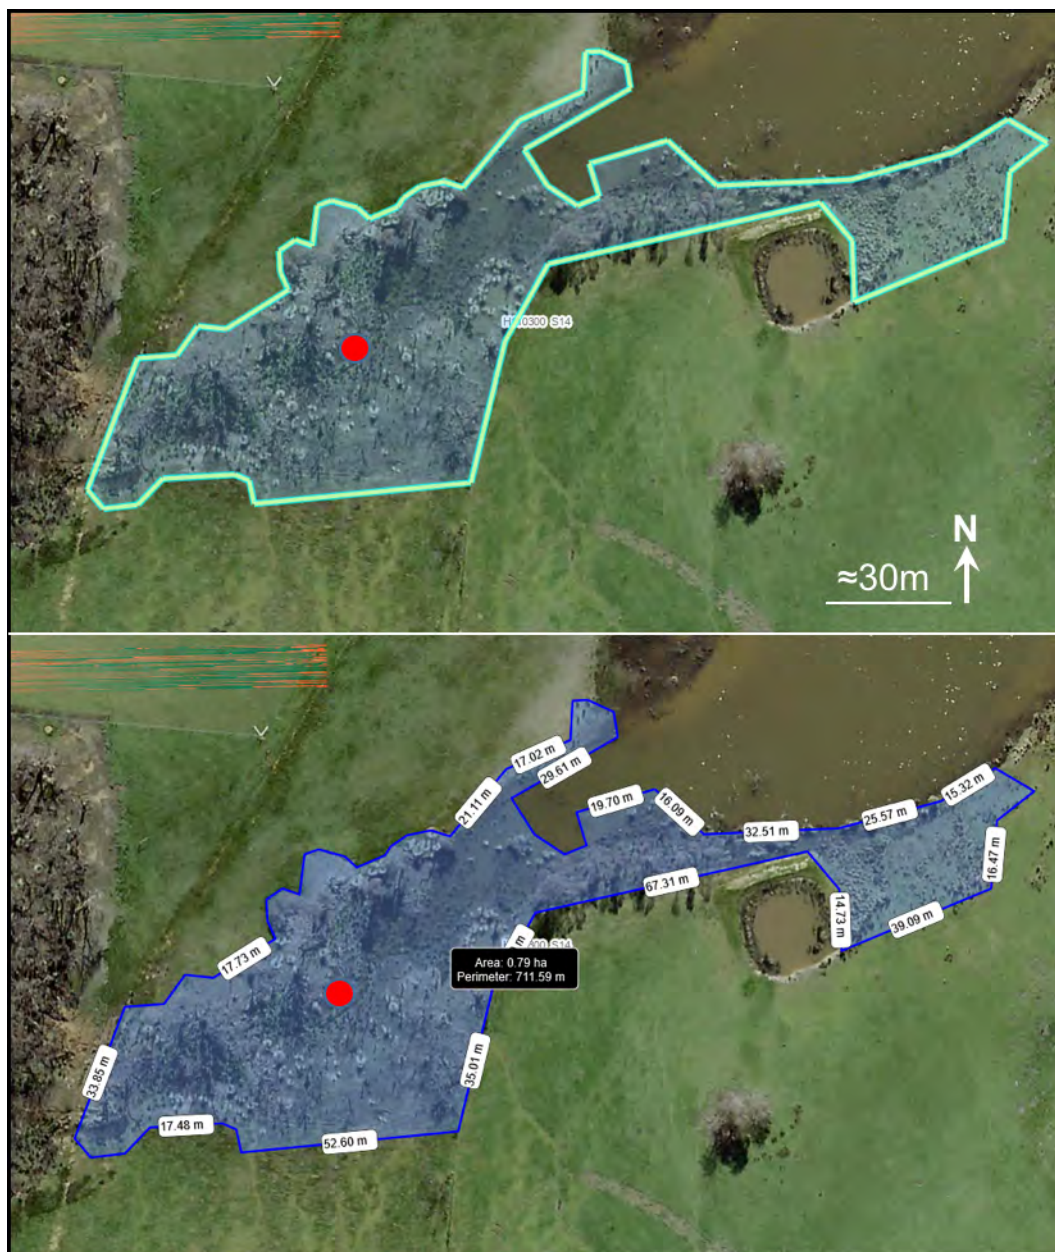 H 0300 S14
N
≈30m
17.02 m
29.61 m
21.11 m
19.70 m
16.09 m
32.51 m
25.57 m
15.32 m
16.47 m
67.31 m
14.73 m
39.09 m
17.73 m
m
Area: 0.79 ha
Perimeter: 711.59 m
33.85 m
35.01 m
17.48 m
52.60 m